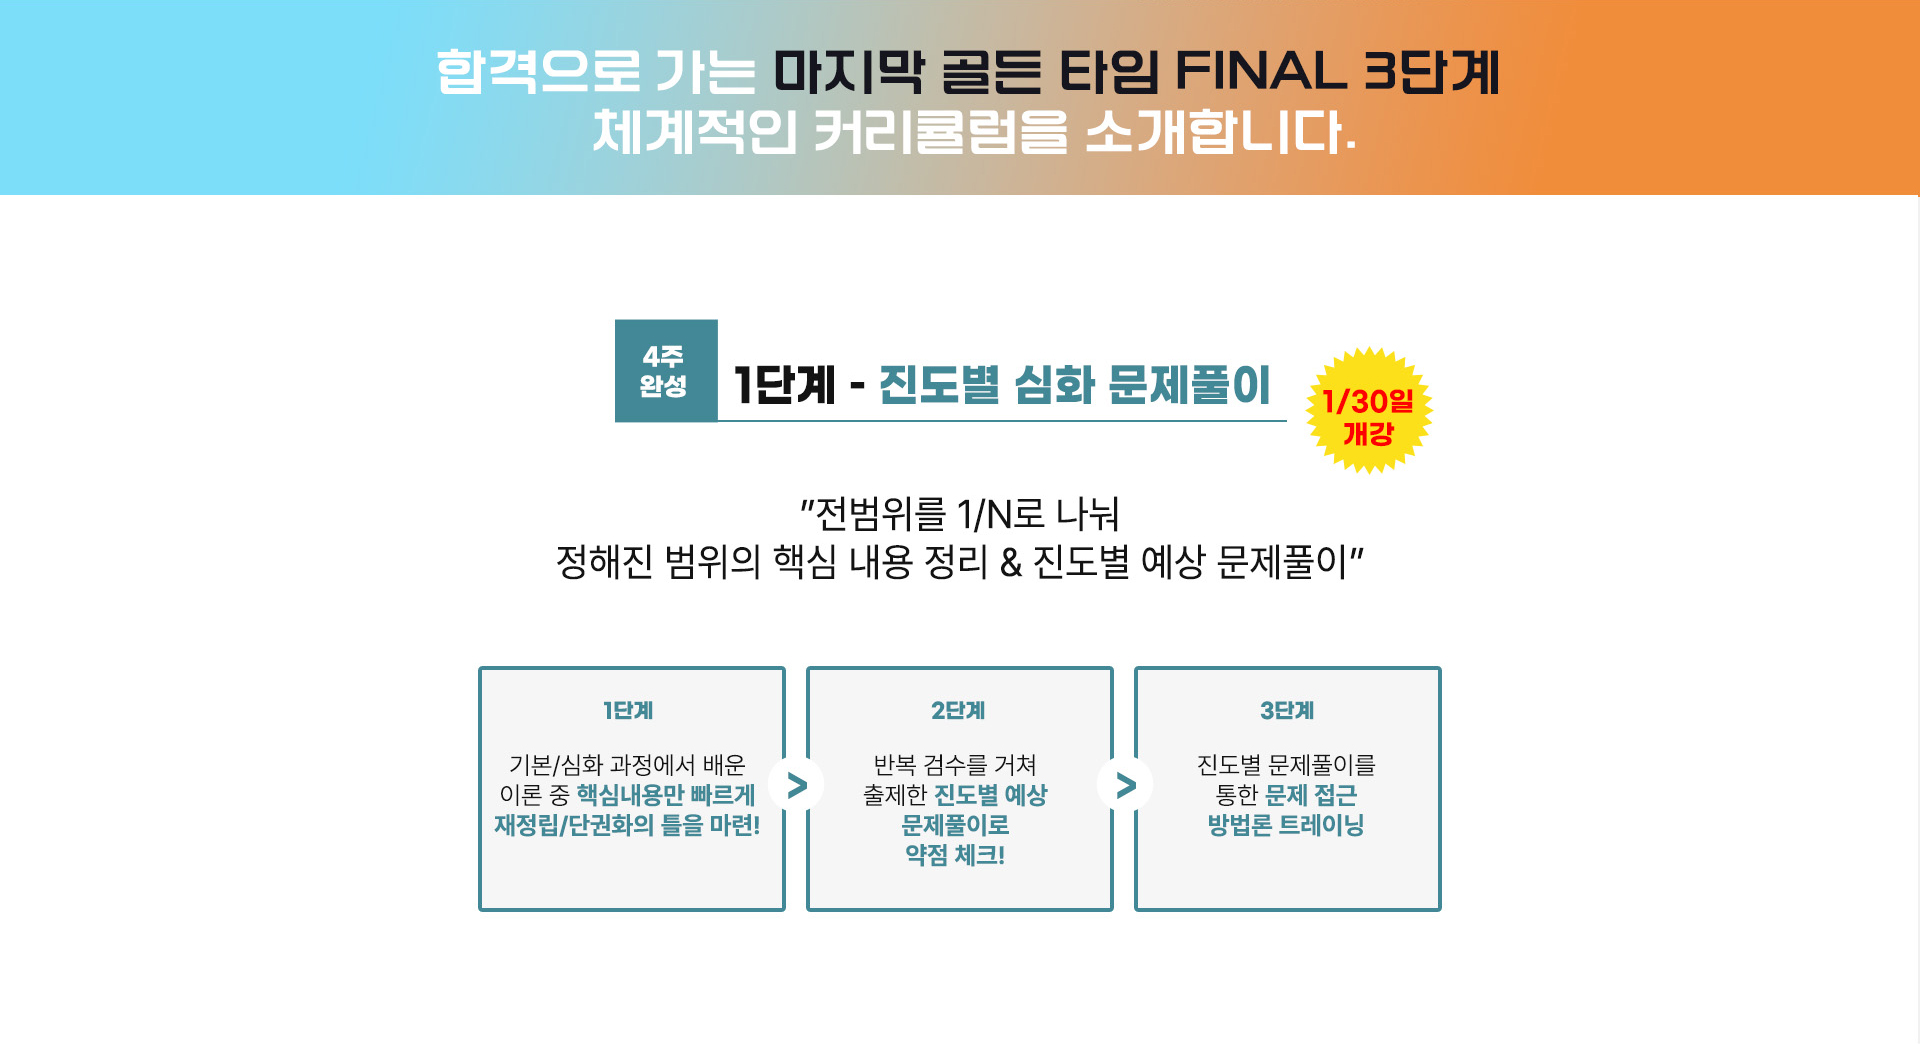 합격으로 가는 마지막 골든 타임 FINAL 3단계
체계적인 커리큘럼을 소개합니다.
4주
완성
1단계 - 진도별 심화 문제풀이
1/30일
개강
"전범위를 1/N로 나눠
정해진 범위의 핵심 내용 정리 & 진도별 예상 문제풀이"
1단계
기본/심화 과정에서 배운
이론 중 핵심내용만 빠르게
재정립/단권화의 틀을 마련!
>
2단계
반복 검수를 거쳐
출제한 진도별 예상
문제풀이로
약점 체크!
>
3단계
진도별 문제풀이를
통한 문제 접근
방법론 트레이닝